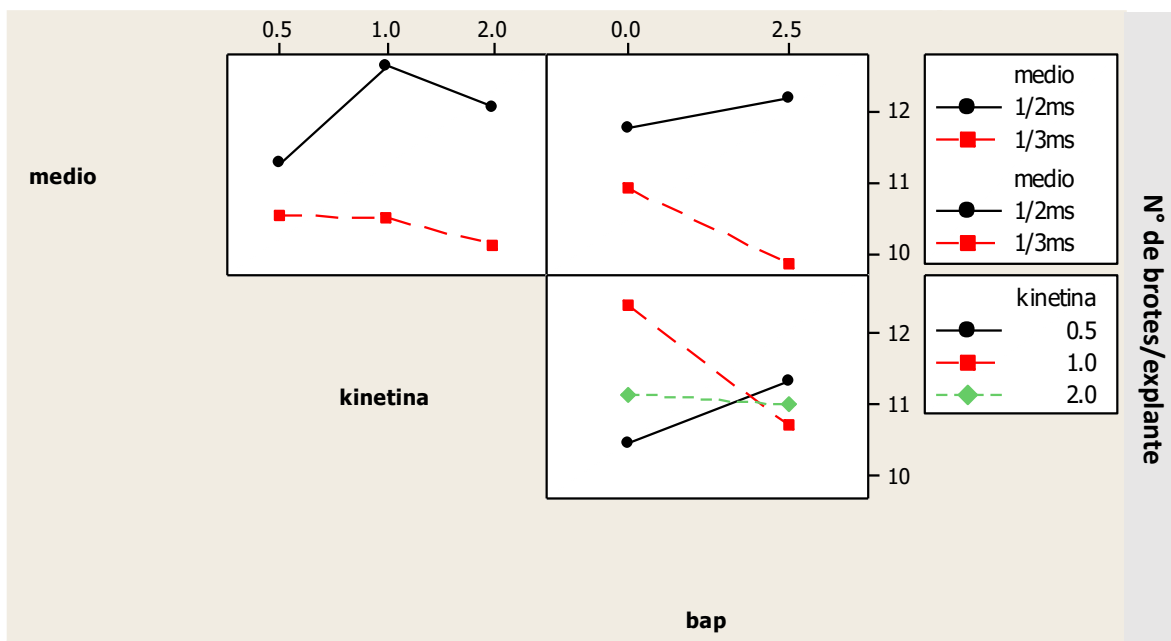 0.5 1.0 2.0 0.0 2.5
medio
12
11
10
medio
1/2ms
1/3ms
medio
1/2ms
1/3ms
kinetina
12
11
10
kinetina
0.5
1.0
2.0
bap
N° de brotes/explante